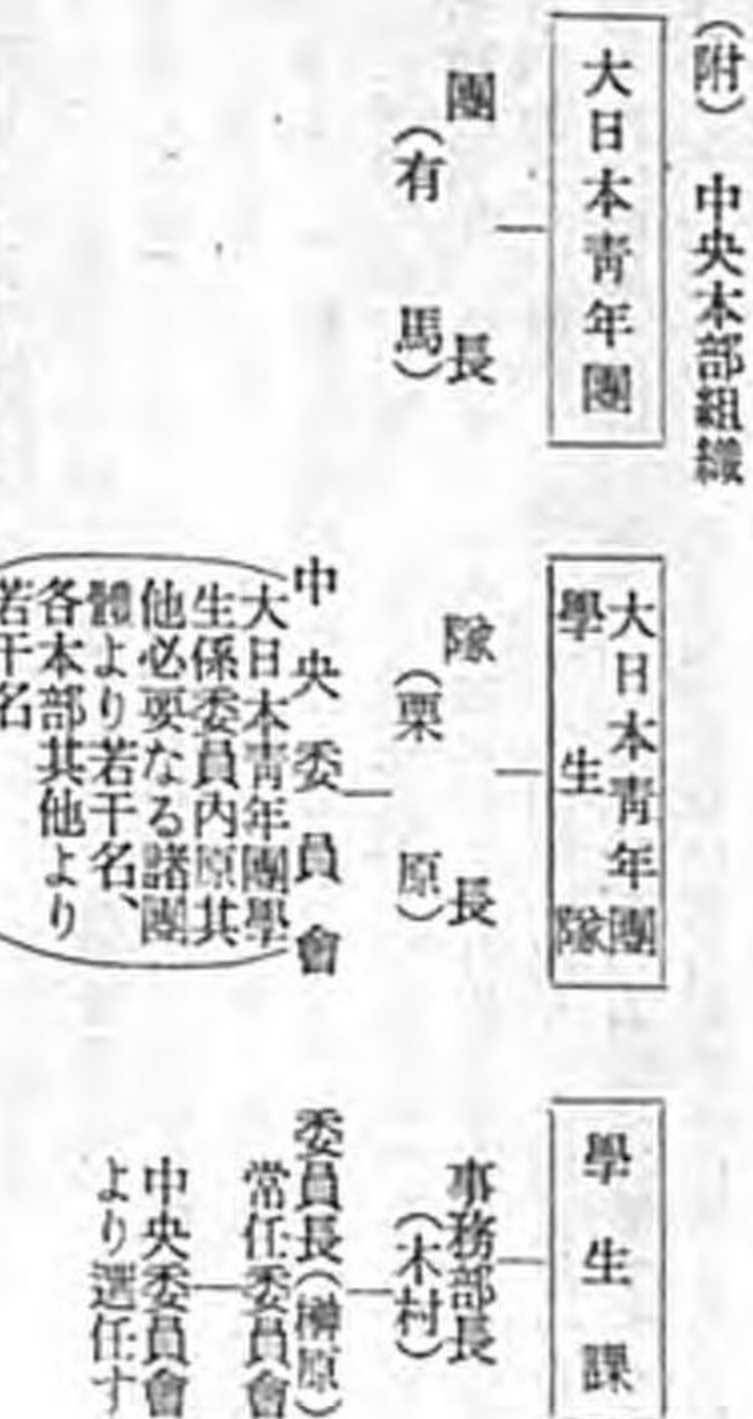 (附) 中央本部組織
大日本靑年團
團長
(有馬)
大日本靑年團
學生隊
隊長
(栗原)
中央委員會
大日本靑年團學
生係委員內原其
他必要なる諸團
體より若干名、
各本部其他より
若干名
學生課
事務部長
(木村)
委員長(榊原)
常任委員會
中央委員會
より選任す